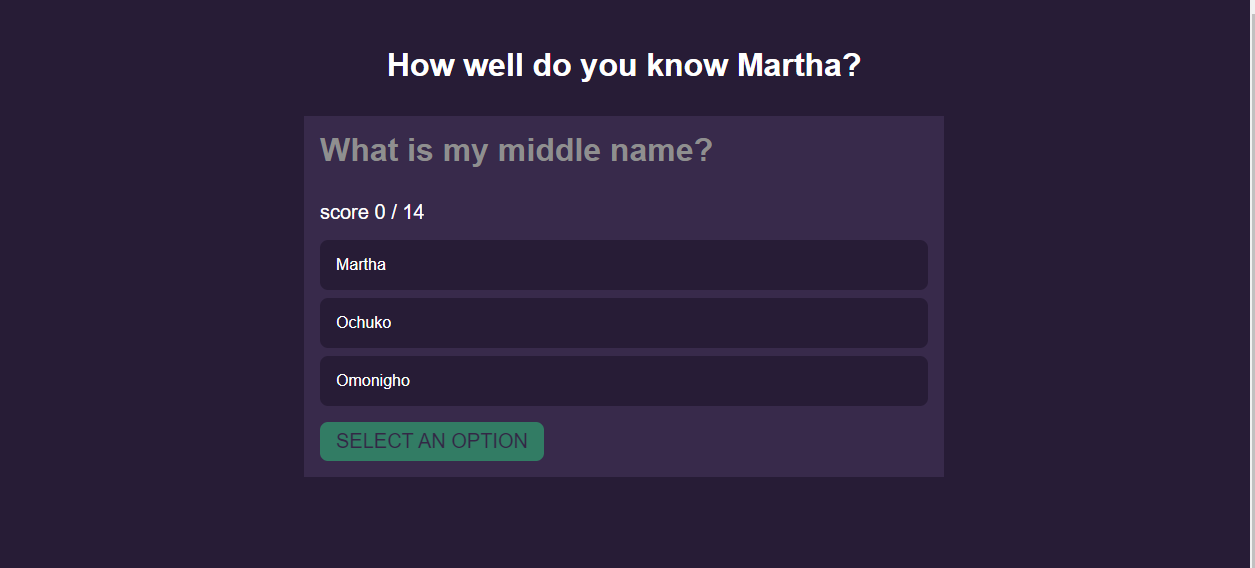 How well do you know Martha?
What is my middle name?
score 0 / 14
Martha
Ochuko
Omonigho
SELECT AN OPTION